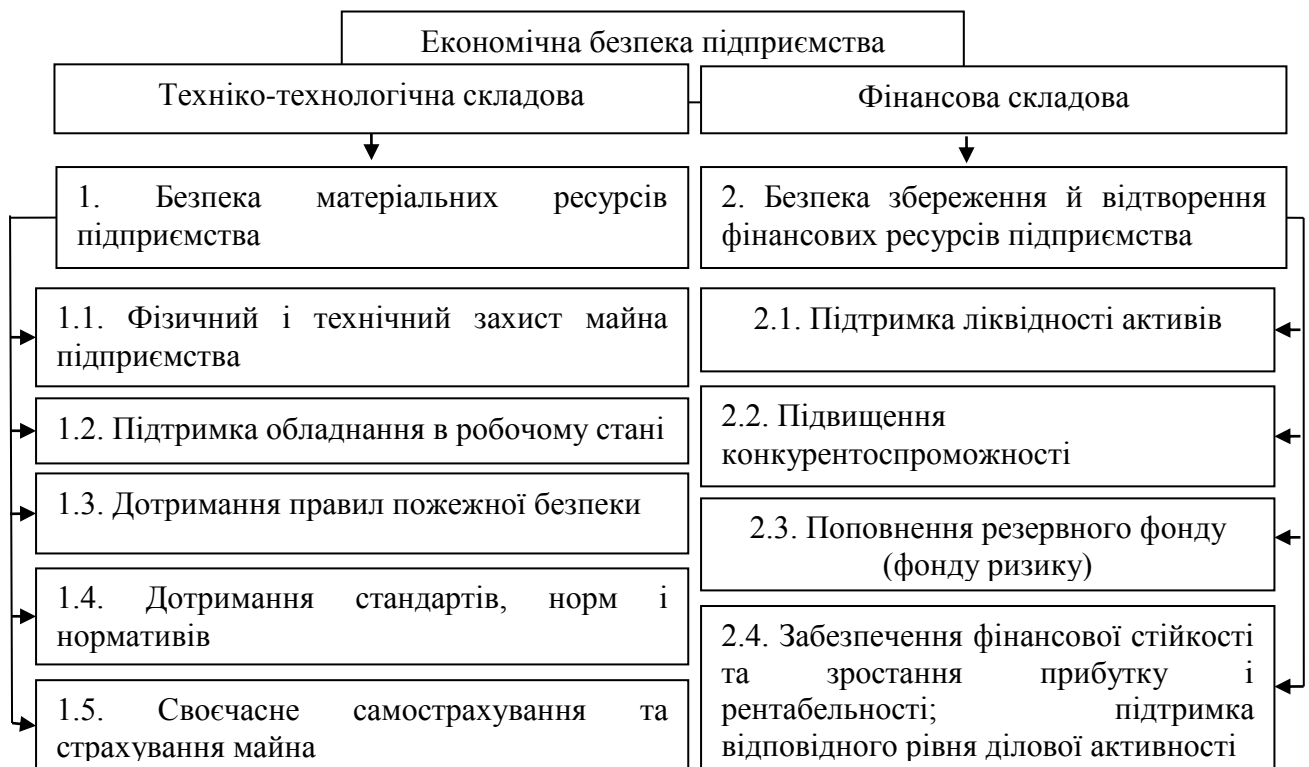 Економічна безпека підприємства
Техніко-технологічна складова
Фінансова складова
1. Безпека матеріальних ресурсів
підприємства
2. Безпека збереження й відтворення
фінансових ресурсів підприємства
1.1. Фізичний і технічний захист майна
підприємства
2.1. Підтримка ліквідності активів
1.2. Підтримка обладнання в робочому стані
2.2. Підвищення
конкурентоспроможності
1.3. Дотримання правил пожежної безпеки
2.3. Поповнення резервного фонду
(фонду ризику)
1.4. Дотримання стандартів, норм і
нормативів
2.4. Забезпечення фінансової стійкості
та зростання прибутку і
рентабельності; підтримка
відповідного рівня ділової активності
1.5. Своєчасне самострахування та
страхування майна